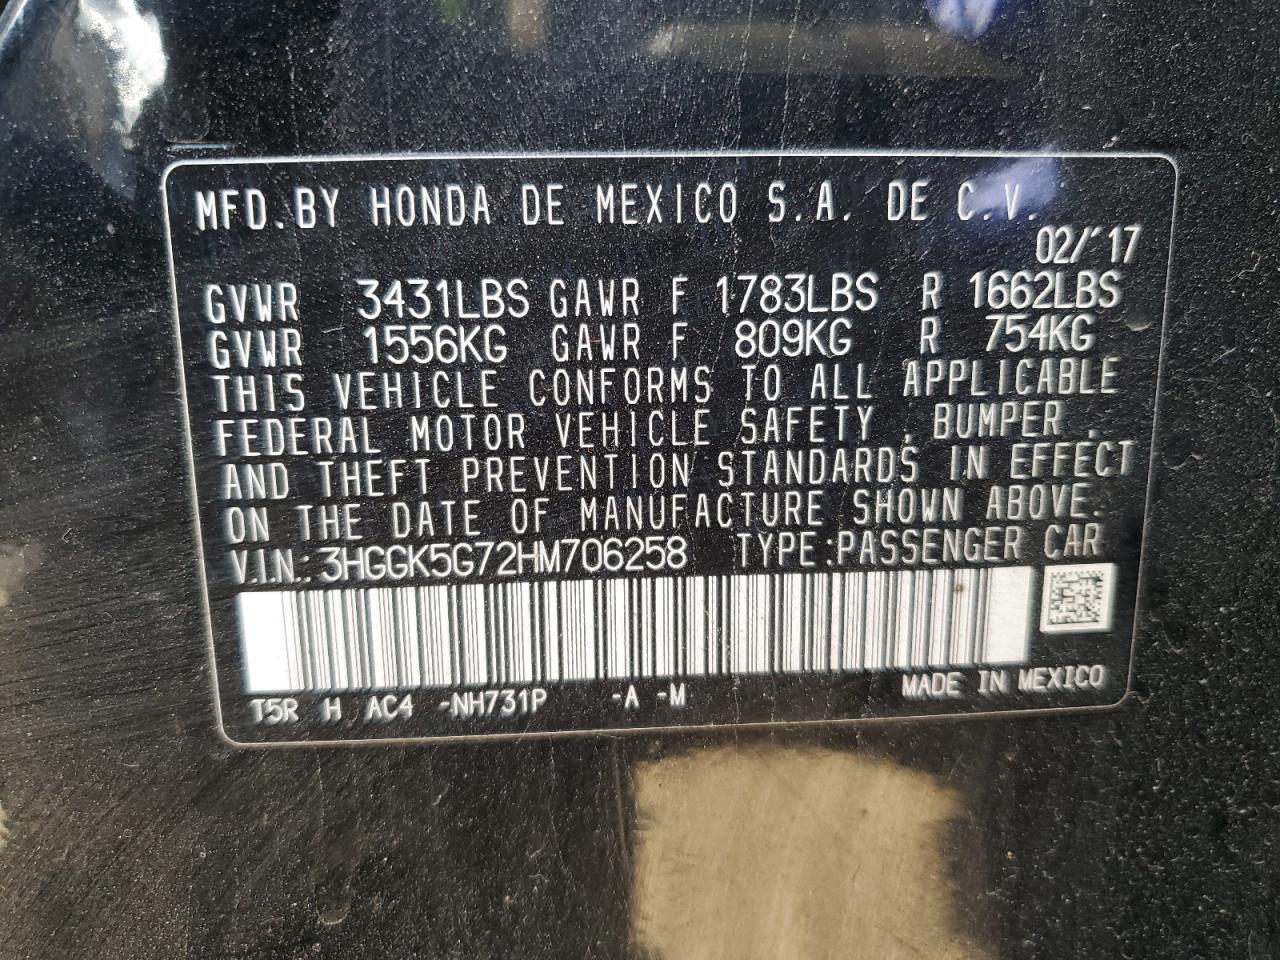 MFD.BY HONDA DE MEXICO S.A. DE C.V.
02/'17
GVWR 3431LBS GAWR F 1783LBS R 1662LBS
GVWR 1556KG GAWR F 809KG R 754KG
THIS VEHICLE CONFORMS TO ALL APPLICABLE
FEDERAL MOTOR VEHICLE SAFETY , BUMPER ,
AND THEFT PREVENTION STANDARDS IN EFFECT
ON THE DATE OF MANUFACTURE SHOWN ABOVE.
V.I.N.: 3HGGK5G72HM706258 TYPE:PASSENGER CAR
T5R H AC4 -NH731P -A -M MADE IN MEXICO